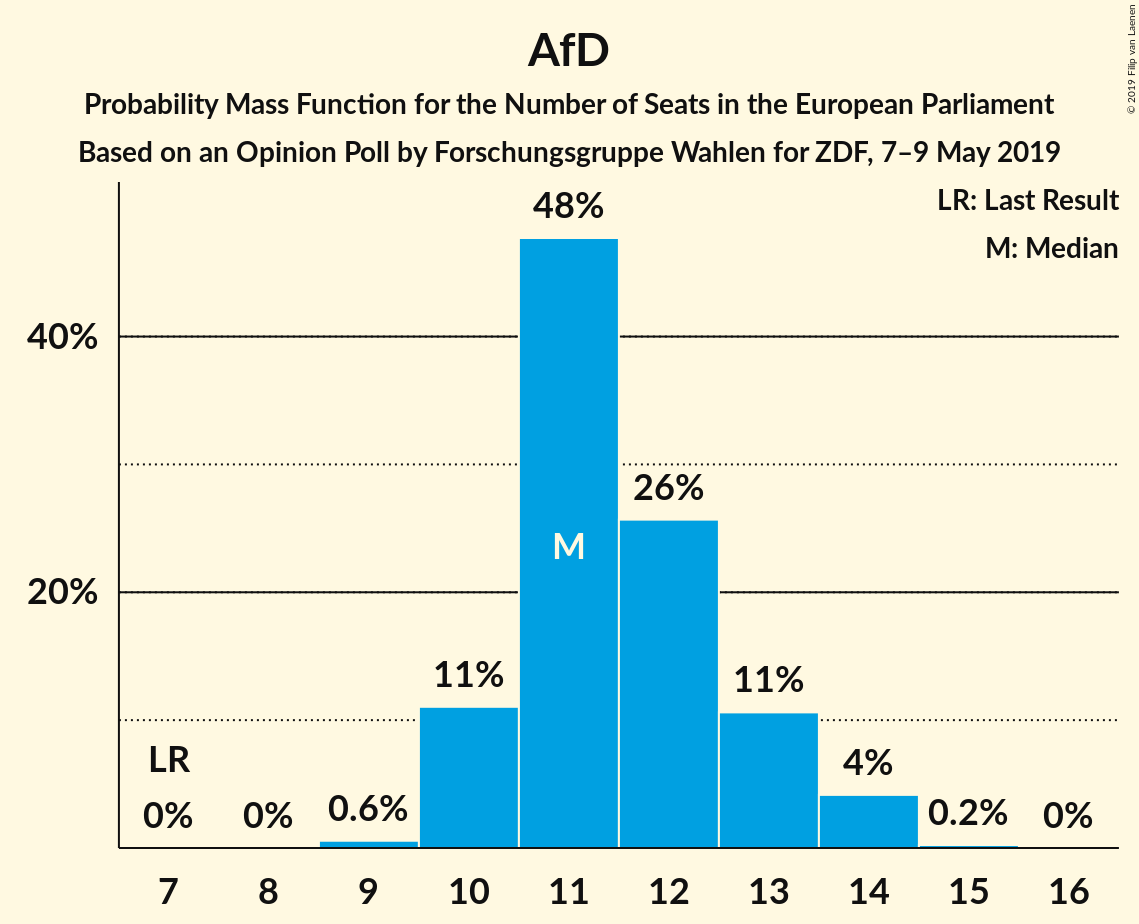 AfD
Probability Mass Function for the Number of Seats in the European Parliament
Based on an Opinion Poll by Forschungsgruppe Wahlen for ZDF, 7–9 May 2019
© 2019 Filip van Laenen
LR: Last Result
M: Median
48%
40%
26%
M
20%
11%
11%
LR
4%
0%
0%
0.6%
0.2%
0%
7 8 9 10 11 12 13 14 15 16